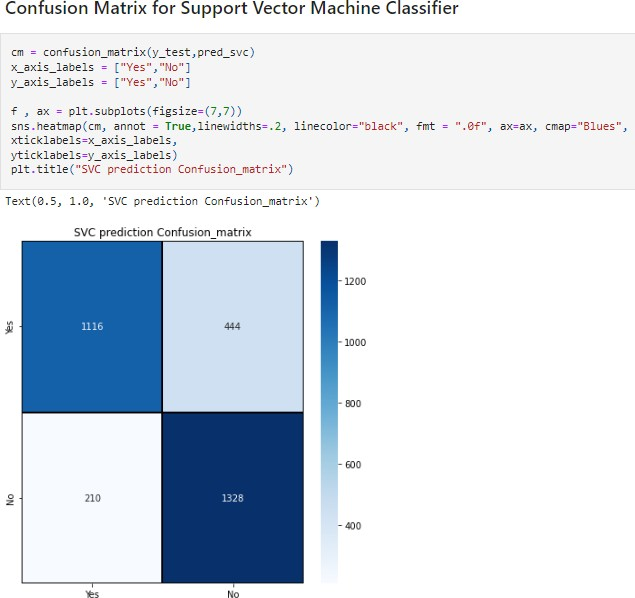 Confusion Matrix for Support Vector Machine Classifier
cm = confusion_matrix(y_test,pred_svc)
x_axis_labels = ["Yes","No"]
y_axis_labels = ["Yes","No"]
f , ax = plt.subplots(figsize=(7,7))
sns.heatmap(cm, annot = True,linewidths=.2, linecolor="black", fmt = ".0f", ax=ax, cmap="Blues",
xticklabels=x_axis_labels,
yticklabels=y_axis_labels)
plt.title("SVC prediction Confusion_matrix")
Text(0.5, 1.0, 'SVC prediction Confusion_matrix')
SVC prediction Confusion_matrix
1200
Yes
1116
444
1000
800
600
No
210
1328
400
Yes
No